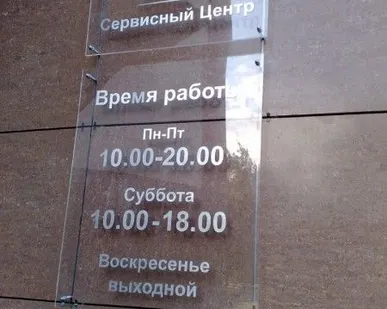 Сервисный Центр
Время работы
Пн-Пт
10.00-20.00
Суббота
10.00-18.00
Воскресенье
выходной